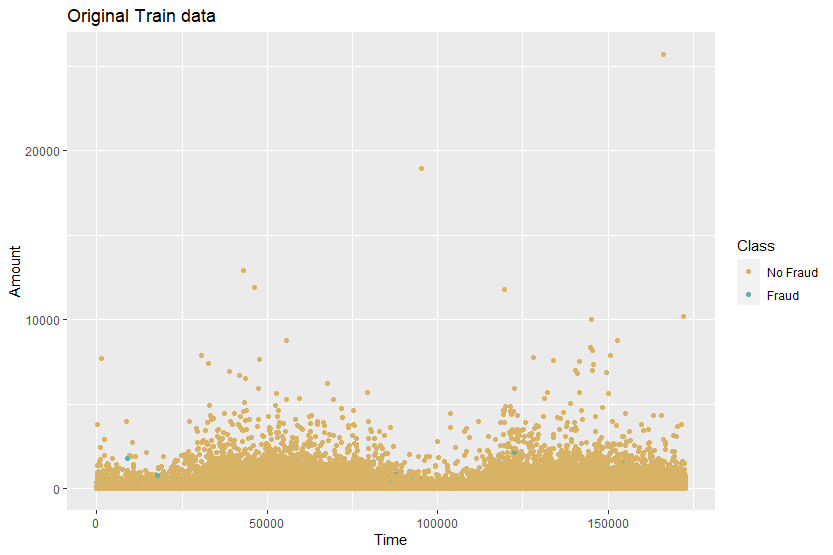 Original Train data
Amount
20000
10000
0
0
50000
100000
150000
Time
Class
No Fraud
Fraud